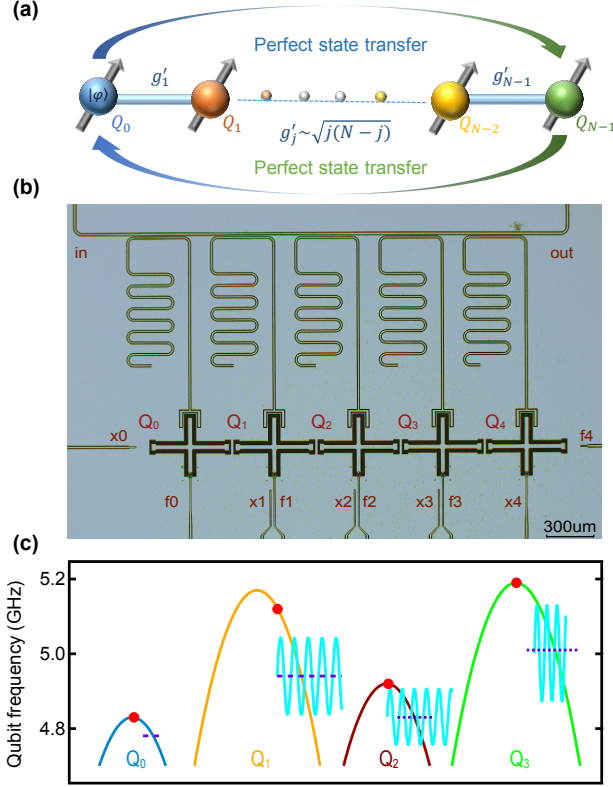 (a)
Perfect state transfer
g′₁
g′_{N−1}
|φ⟩
Q₀
Q₁
Q_{N−2}
Q_{N−1}
g′ⱼ~√j(N − j)
Perfect state transfer
(b)
in
out
Q₀
Q₁
Q₂
Q₃
Q₄
x0
f4
f0
x1
f1
x2
f2
x3
f3
x4
300um
(c)
Qubit frequency (GHz)
5.2
5.0
4.8
Q₀
Q₁
Q₂
Q₃